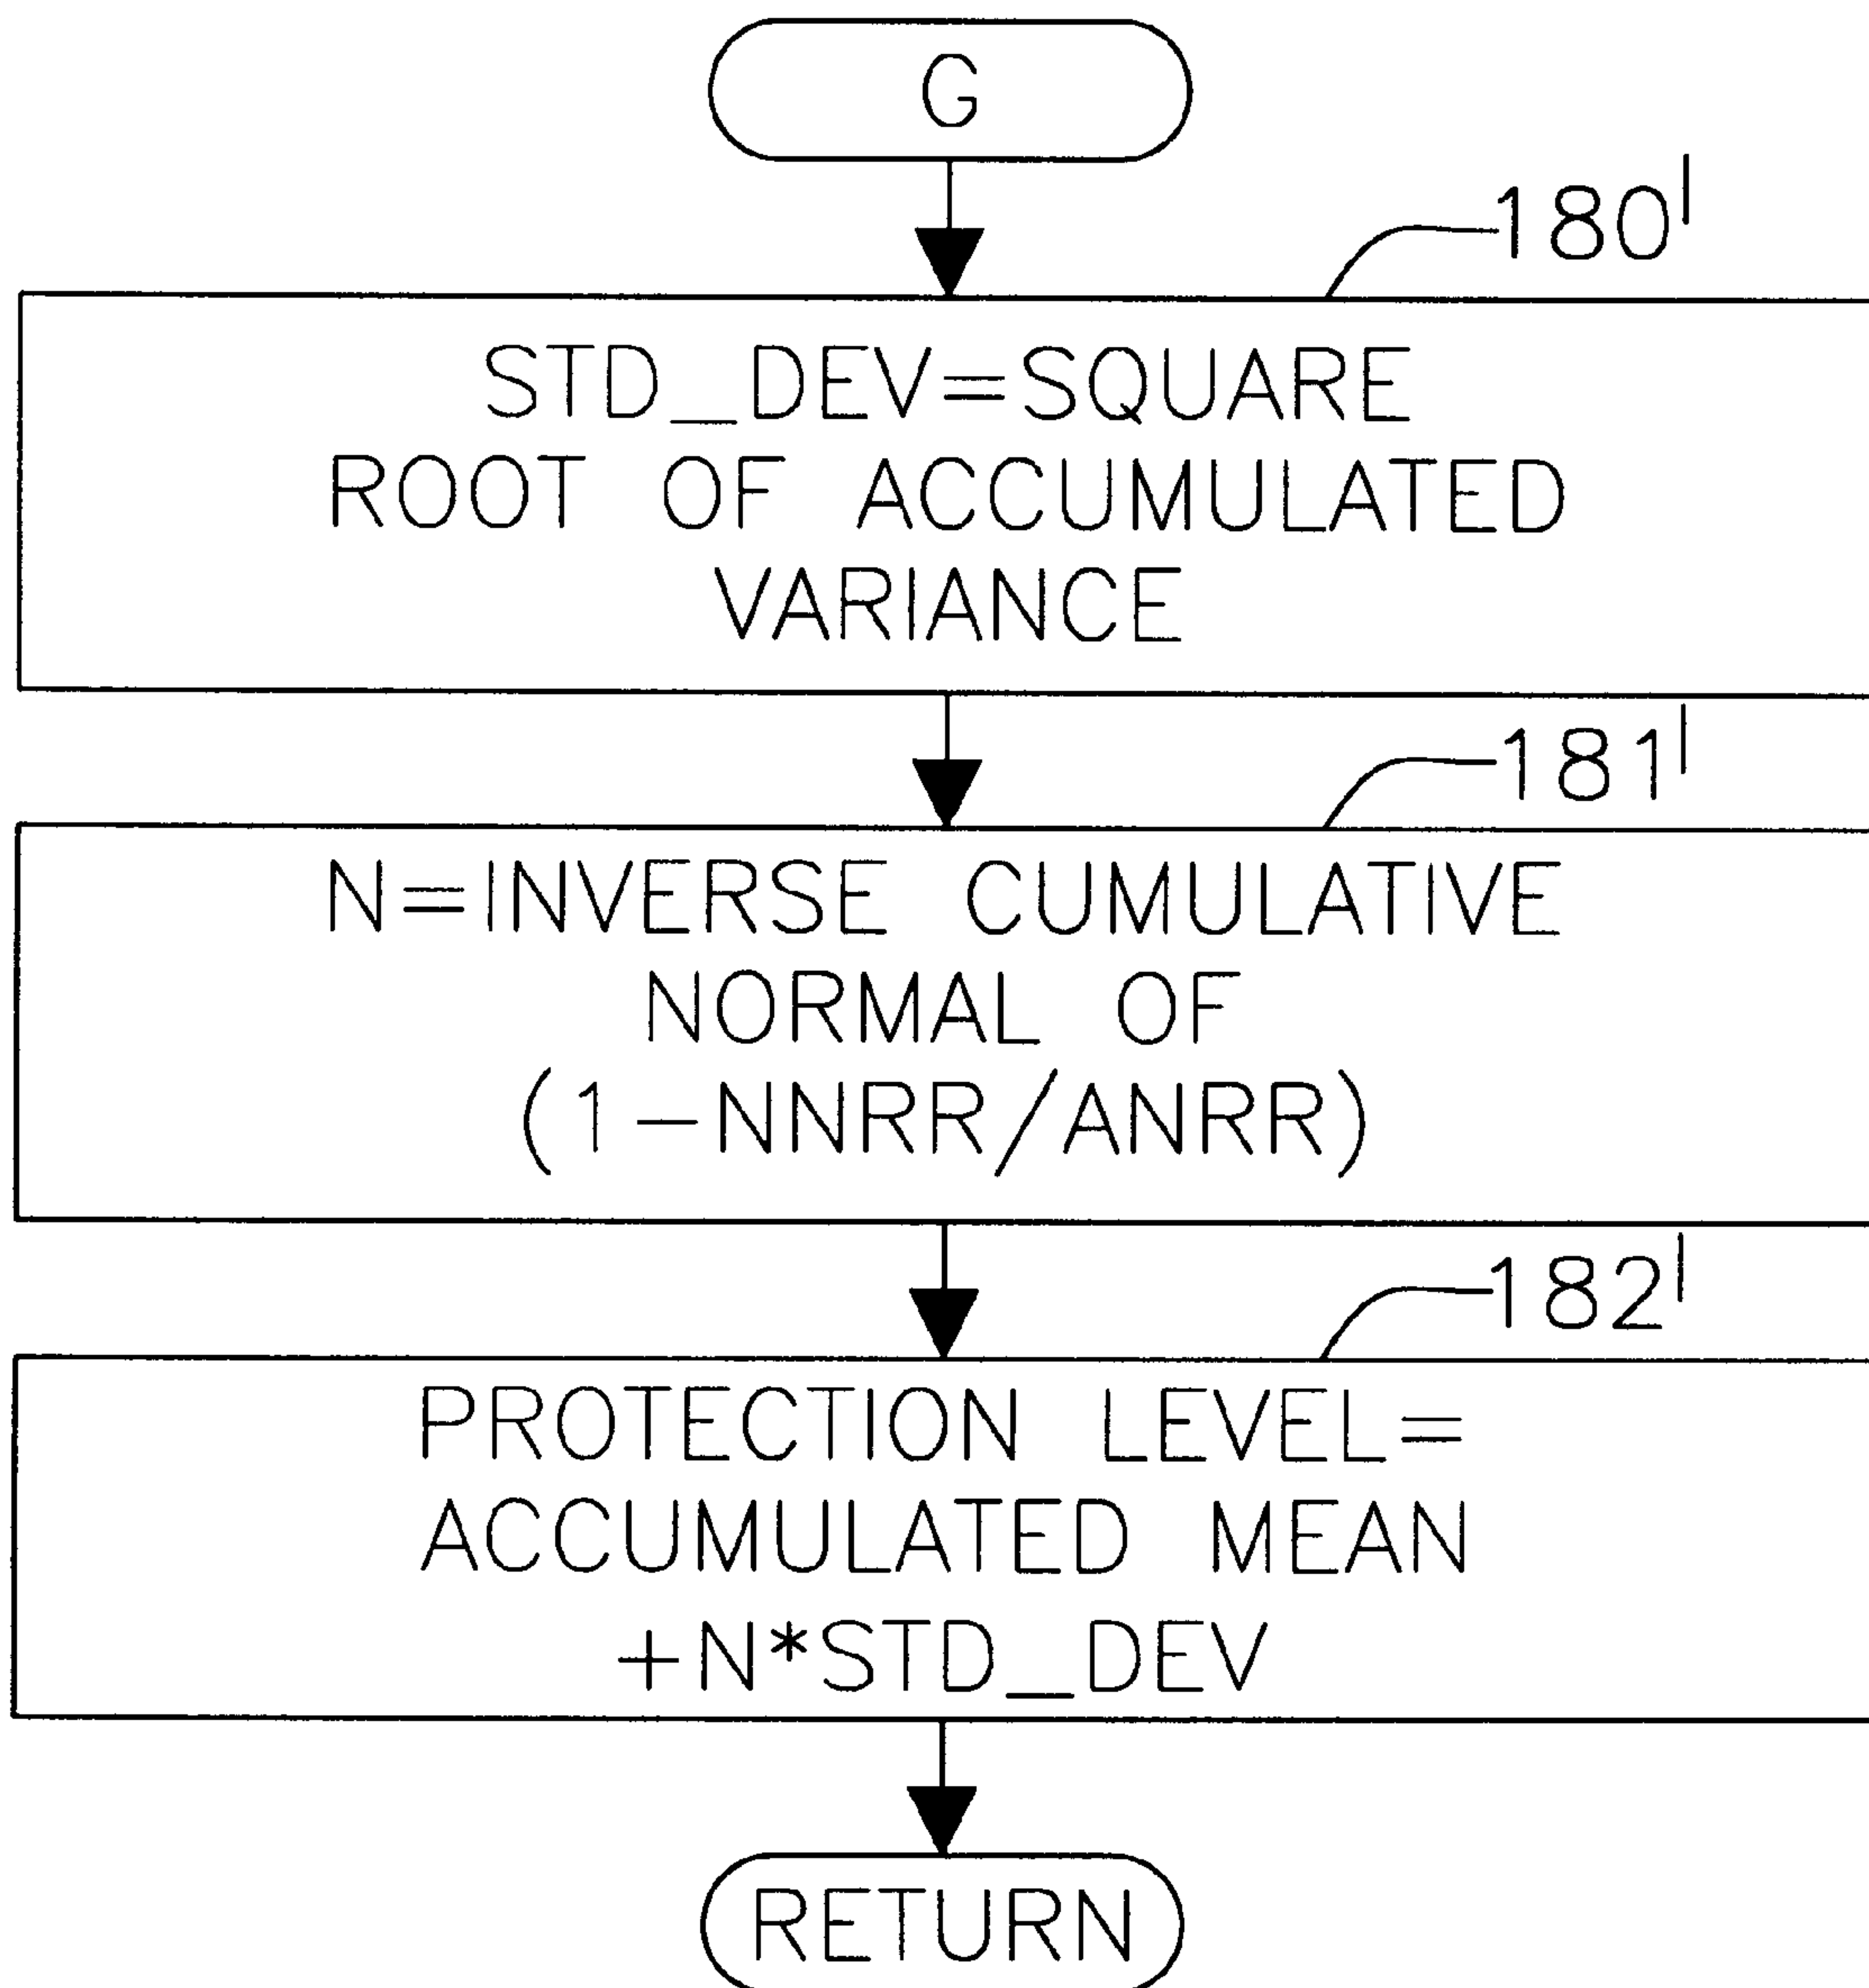 G
180'
STD_DEV=SQUARE
ROOT OF ACCUMULATED
VARIANCE
181'
N=INVERSE CUMULATIVE
NORMAL OF
(1-NNRR/ANRR)
182'
PROTECTION LEVEL=
ACCUMULATED MEAN
+N*STD_DEV
RETURN